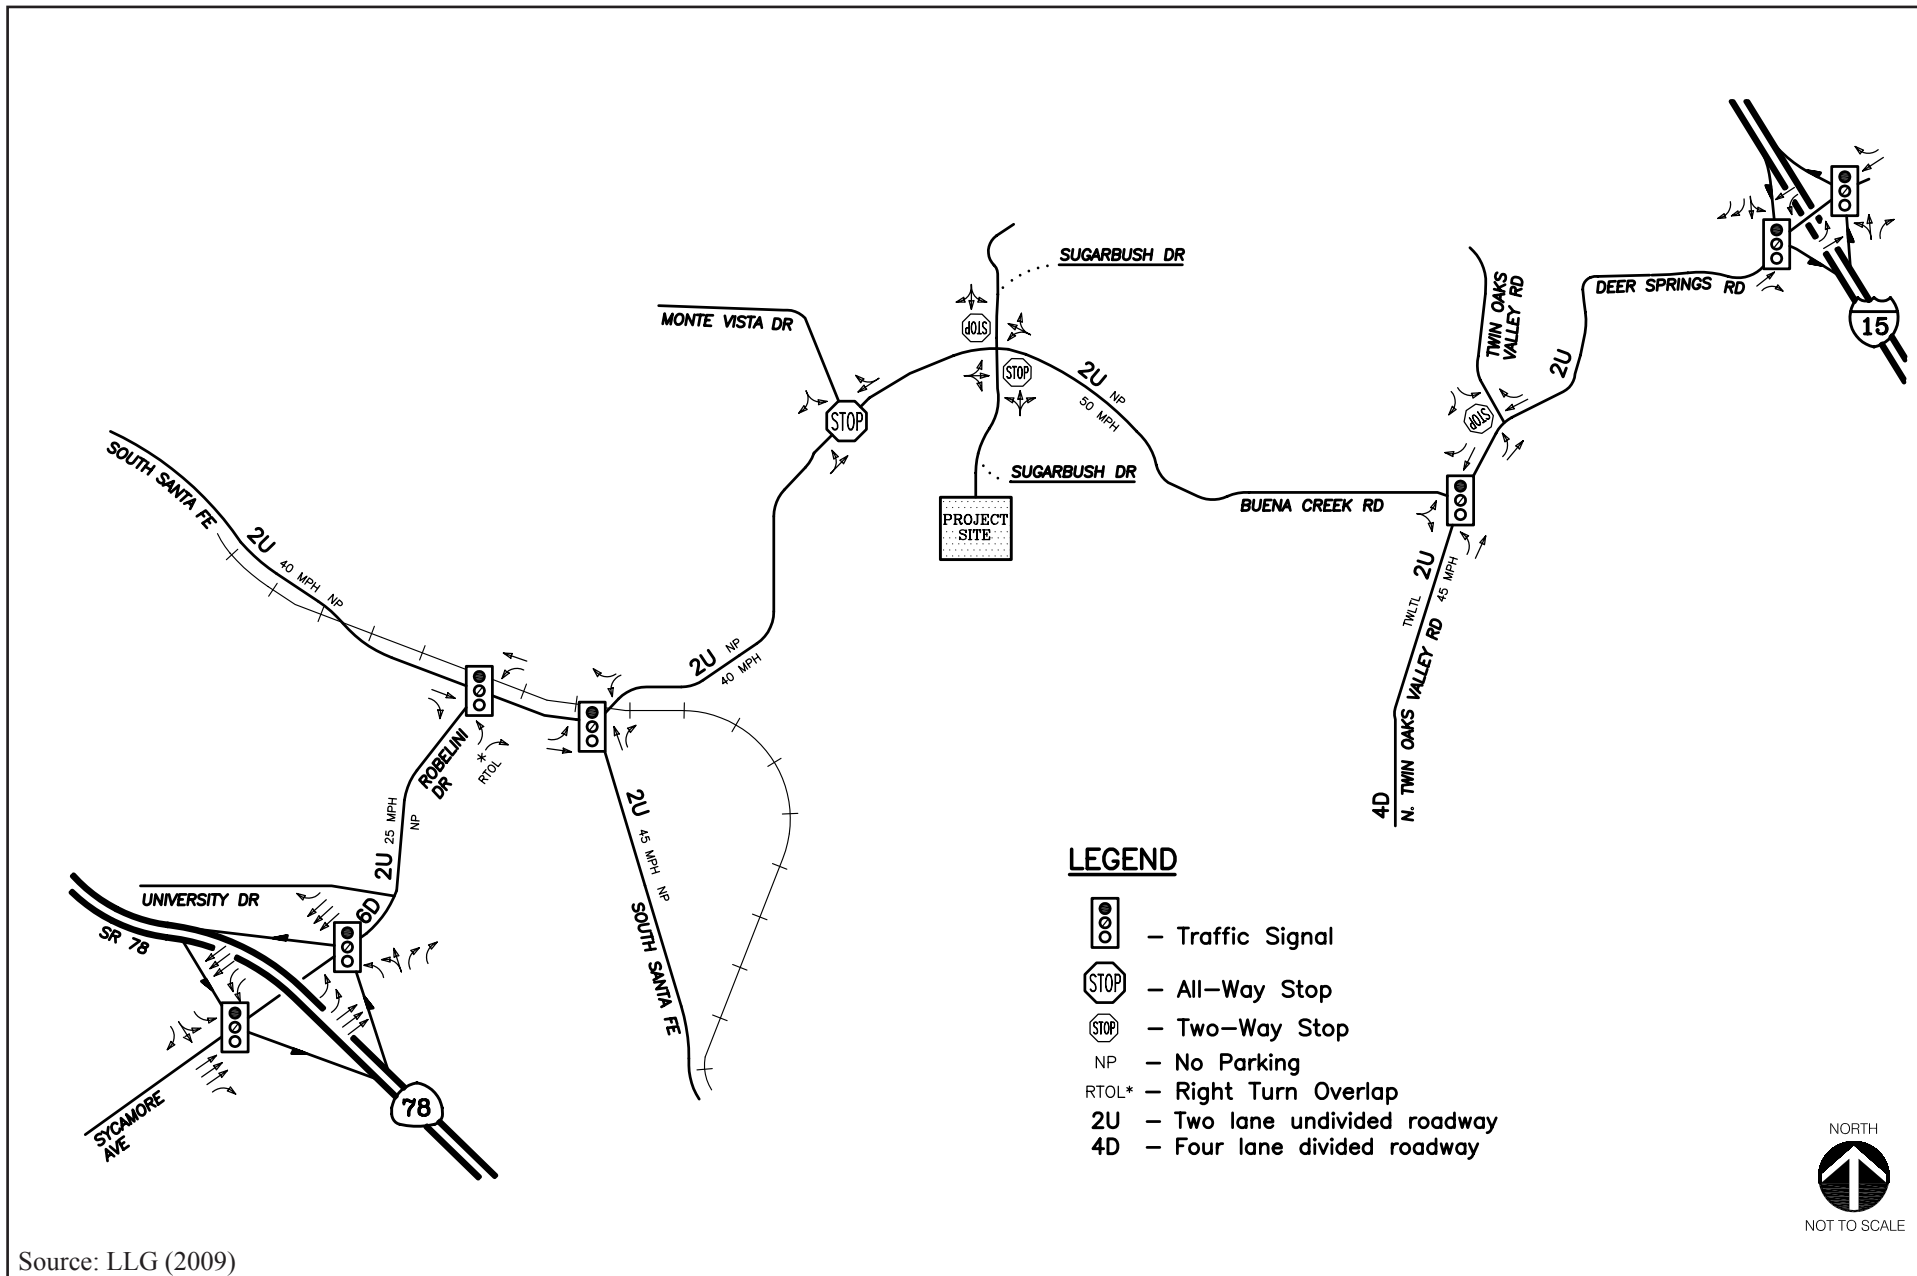 SUGARBUSH DR
MONTE VISTA DR
STOP
STOP
STOP
2U
NP
50 MPH
SUGARBUSH DR
PROJECT
SITE
BUENA CREEK RD
TWIN OAKS
VALLEY RD
STOP
2U
DEER SPRINGS RD
15
2U
TWLTL
45 MPH
N. TWIN OAKS VALLEY RD
4D
SOUTH SANTA FE
2U
40 MPH NP
2U
NP
40 MPH
ROBELINI
DR
*
RTOL
2U
25 MPH
NP
2U
45 MPH NP
SOUTH SANTA FE
UNIVERSITY DR
6D
SR 78
78
SYCAMORE
AVE
LEGEND
– Traffic Signal
STOP – All-Way Stop
STOP – Two-Way Stop
NP – No Parking
RTOL* – Right Turn Overlap
2U – Two lane undivided roadway
4D – Four lane divided roadway
NORTH
NOT TO SCALE
Source: LLG (2009)